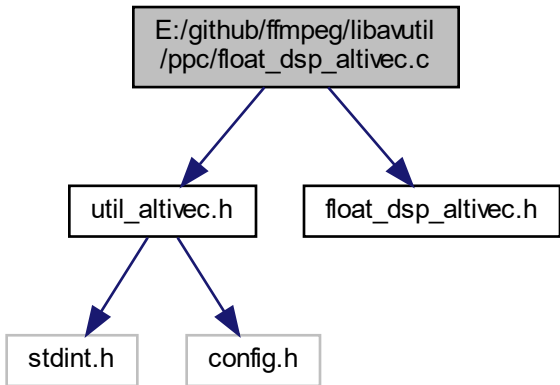 E:/github/ffmpeg/libavutil
/ppc/float_dsp_altivec.c
util_altivec.h
float_dsp_altivec.h
stdint.h
config.h